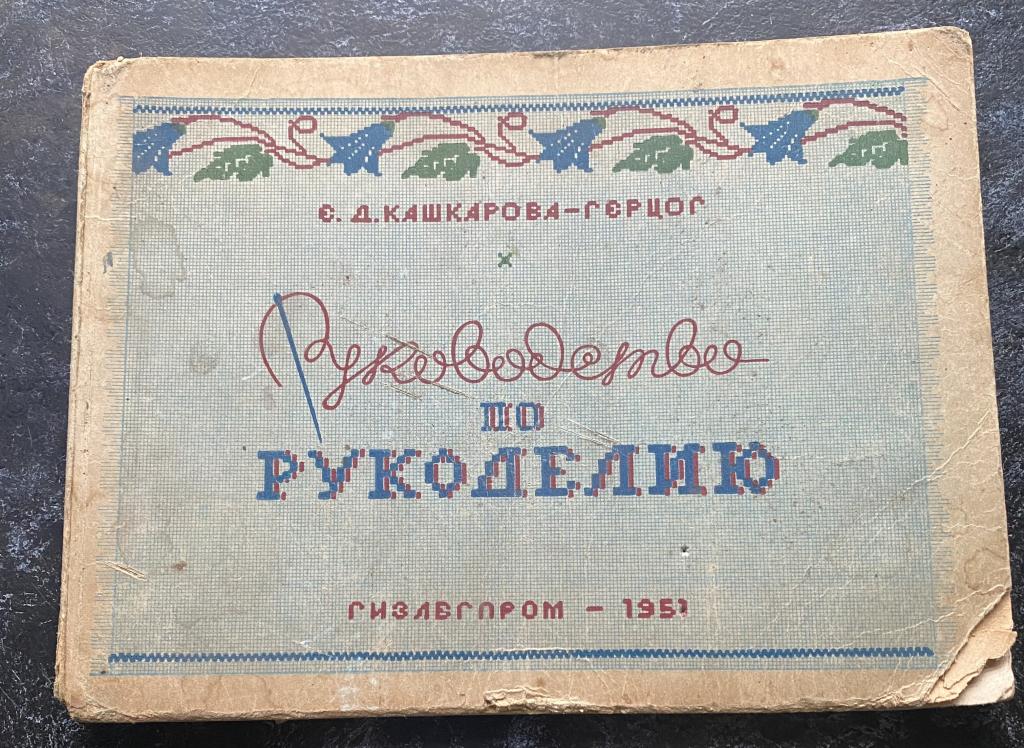 Е. Д. КАШКАРОВА-ГЕРЦОГ
Руководство
ПО
РУКОДЕЛИЮ
ГИЗЛЕГПРОМ - 1951